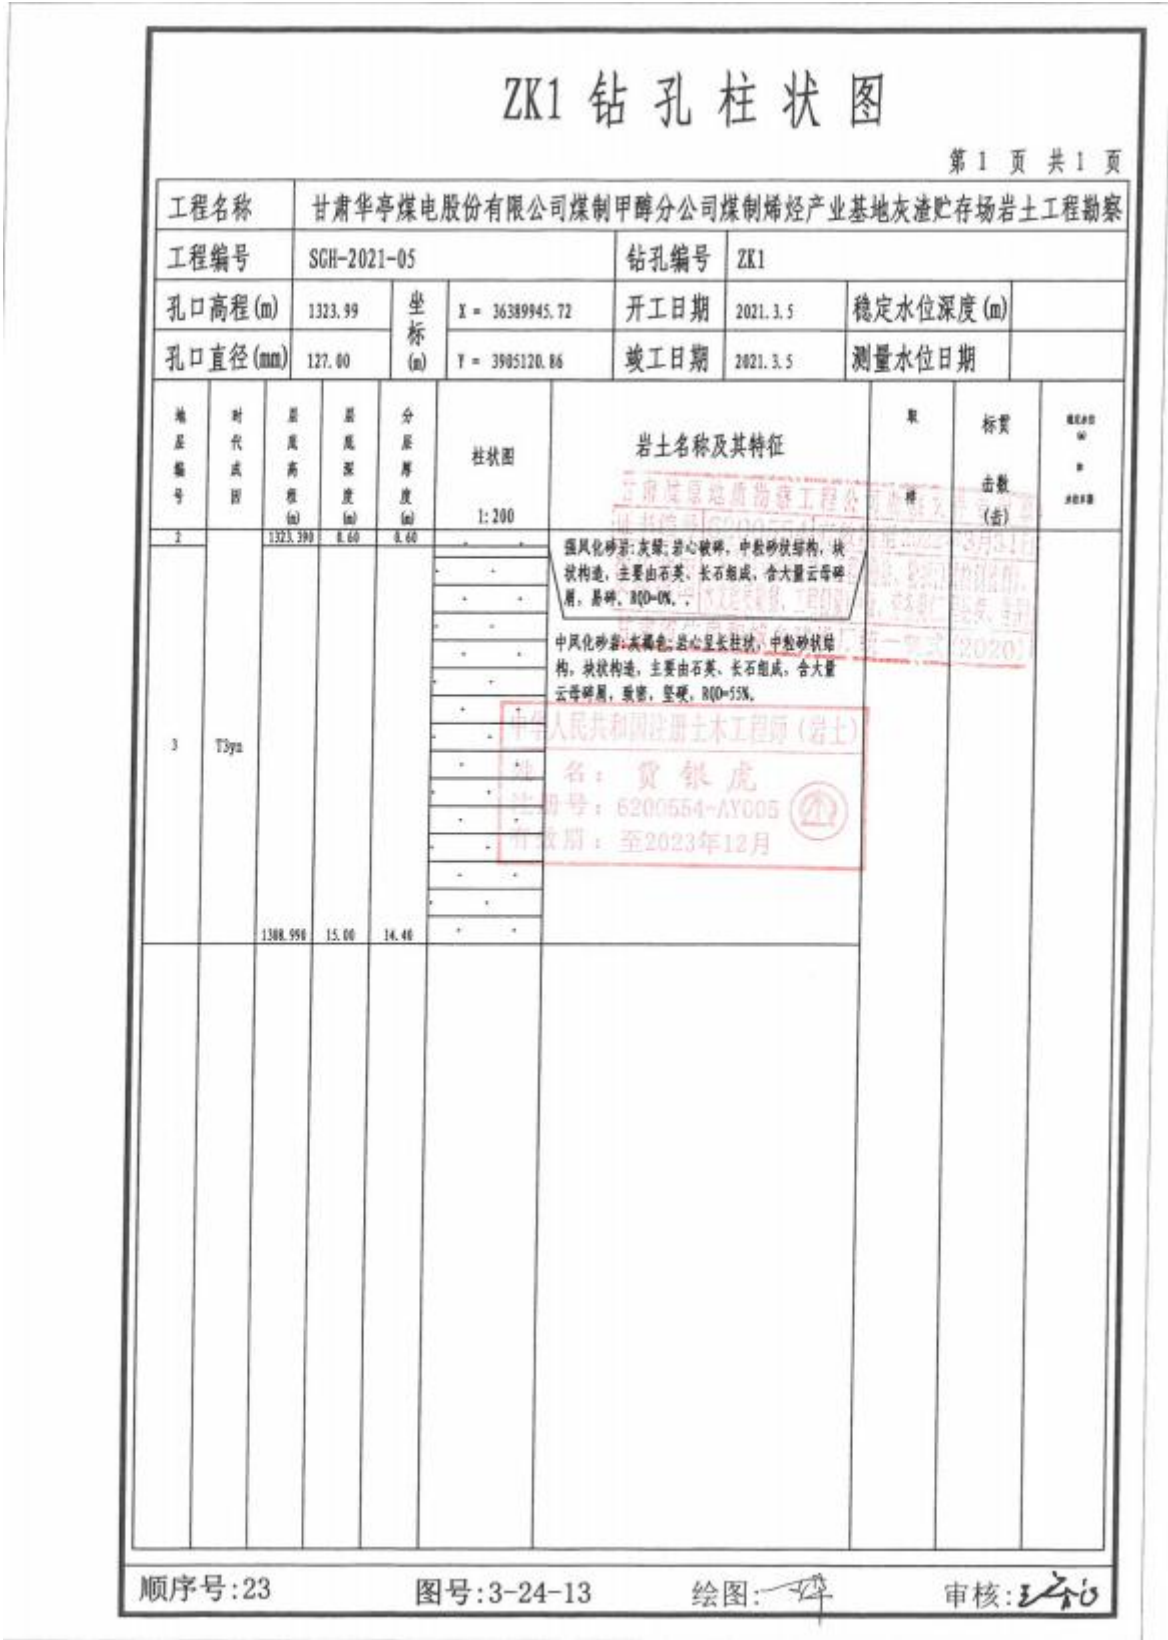 ZK1 钻 孔 柱 状 图
第 1 页 共 1 页
工程名称 甘肃华亭煤电股份有限公司煤制甲醇分公司煤制烯烃产业基地灰渣贮存场岩土工程勘察
工程编号 SGH-2021-05 钻孔编号 ZK1
孔口高程(m) 1323.99 坐标(m) X = 36389945.72 开工日期 2021.3.5 稳定水位深度(m)
孔口直径(mm) 127.00 Y = 3905120.86 竣工日期 2021.3.5 测量水位日期
地层编号 时代成因 层底高程(m) 层底深度(m) 分层厚度(m) 柱状图 1:200 岩土名称及其特征 取样 标贯击数(击)
2 1323.390 0.60 0.60
强风化砂岩:灰绿;岩心破碎,中粒砂状结构,块
状构造,主要由石英、长石组成,含大量云母碎
屑,易碎,RQD=0%,.
中风化砂岩:灰褐色;岩心呈长柱状,中粒砂状结
构,块状构造,主要由石英、长石组成,含大量
云母碎屑,致密,坚硬,RQD=55%,
3
1308.990 15.00 14.40
中华人民共和国注册土木工程师(岩土)
姓 名: 银 虎
注册号:6200554-AY005
有效期:至2023年12月
顺序号:23 图号:3-24-13 绘图: 审核: